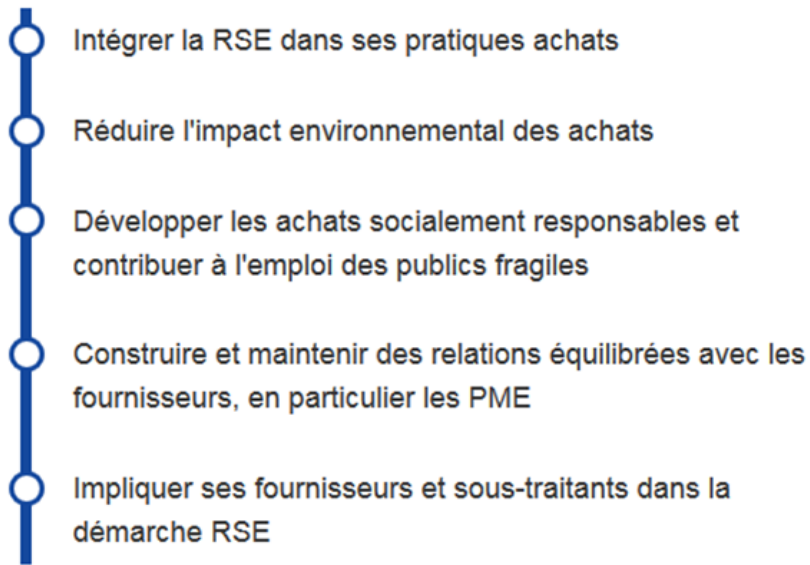 Intégrer la RSE dans ses pratiques achats
Réduire l'impact environnemental des achats
Développer les achats socialement responsables et
contribuer à l'emploi des publics fragiles
Construire et maintenir des relations équilibrées avec les
fournisseurs, en particulier les PME
Impliquer ses fournisseurs et sous-traitants dans la
démarche RSE